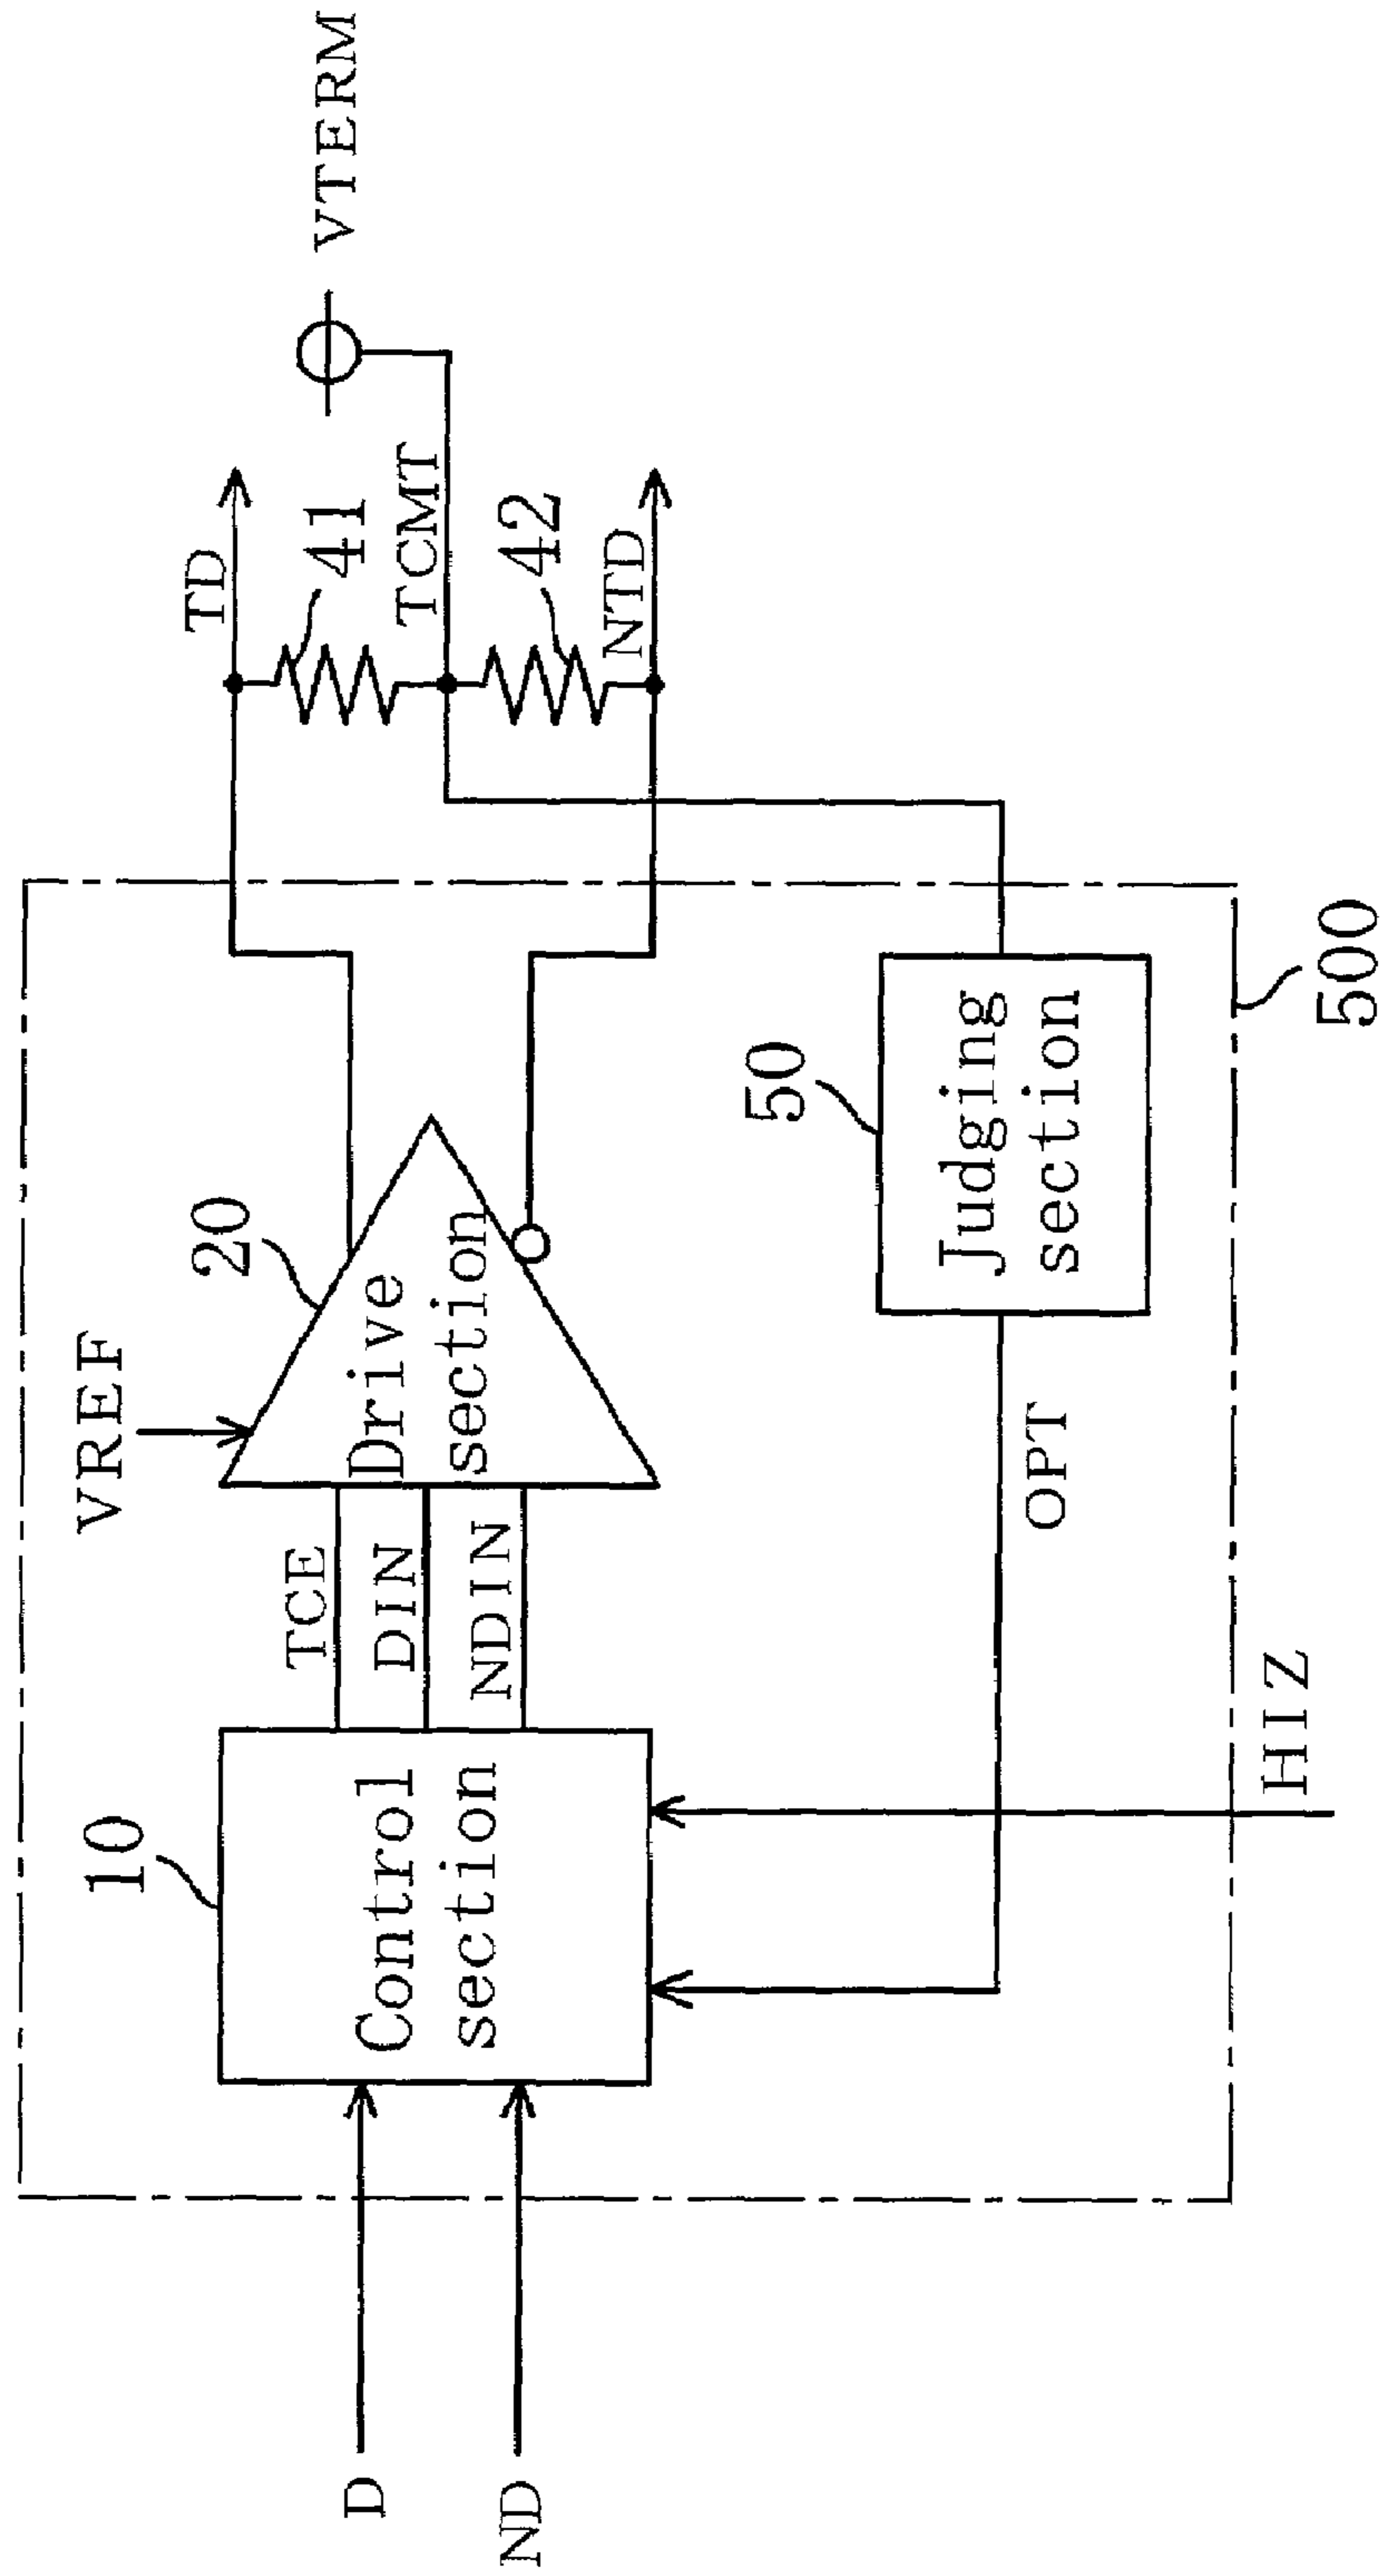 VTERM
TD
41
TCMT
42
NTD
VREF
20
Drive
section
50
Judging
section
500
TCE
DIN
NDIN
OPT
10
Control
section
HIZ
D
ND